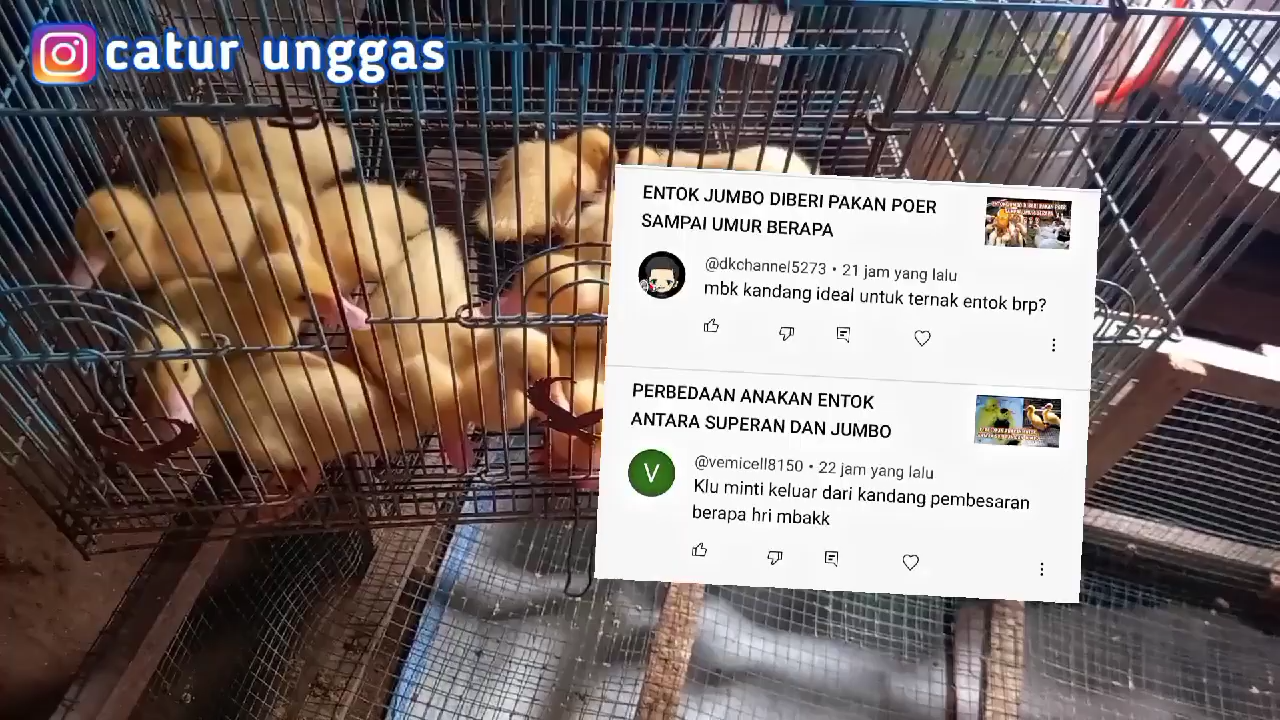 catur unggas
ENTOK JUMBO DIBERI PAKAN POER
SAMPAI UMUR BERAPA
@dkchannel5273 • 21 jam yang lalu
mbk kandang ideal untuk ternak entok brp?
PERBEDAAN ANAKAN ENTOK
ANTARA SUPERAN DAN JUMBO
V
@vemicell8150 • 22 jam yang lalu
Klu minti keluar dari kandang pembesaran
berapa hri mbakk